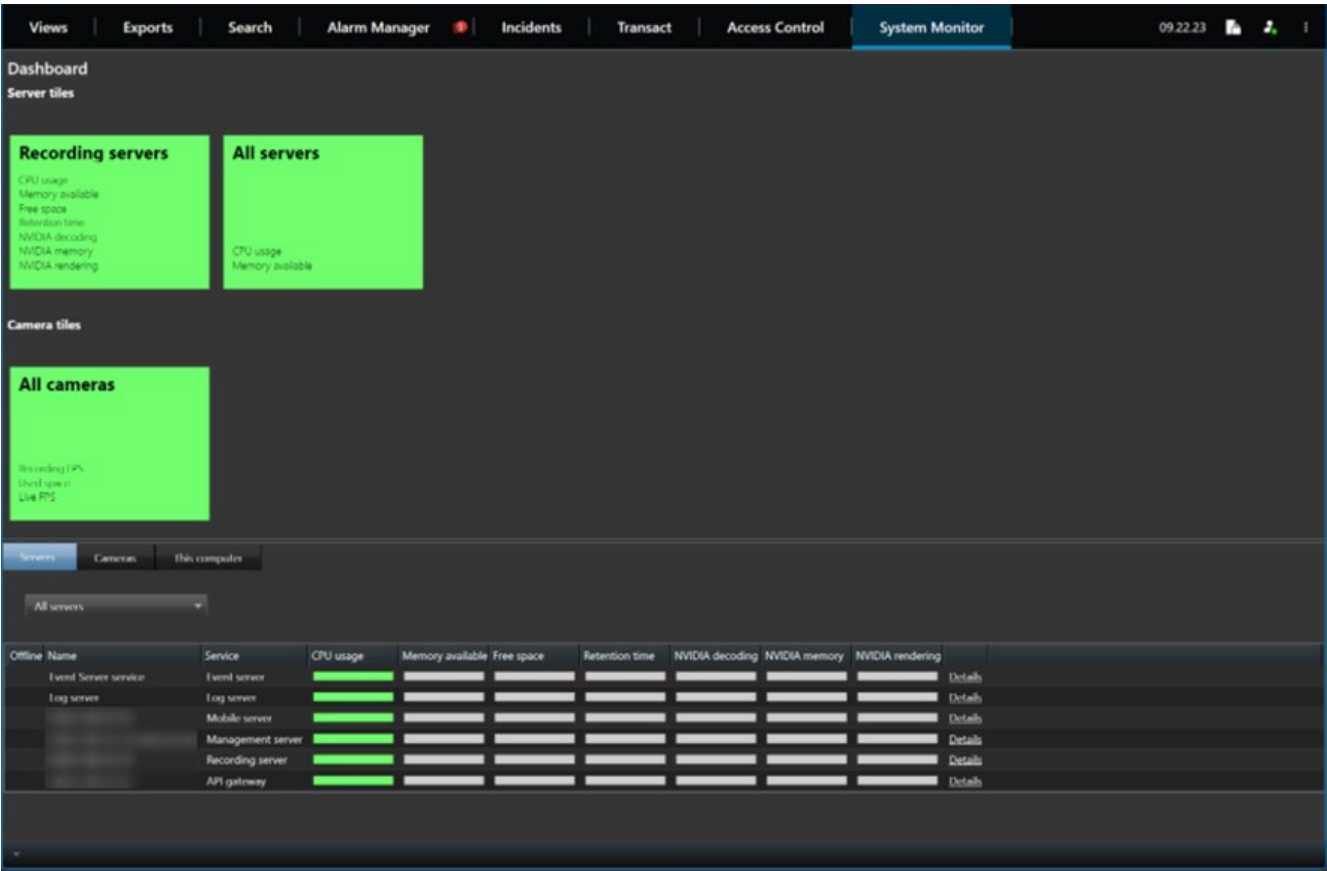 Views Exports Search Alarm Manager Incidents Transact Access Control System Monitor 09.22.23
Dashboard
Server tiles
Recording servers
CPU usage
Memory available
Free space
Retention time
NVIDIA decoding
NVIDIA memory
NVIDIA rendering
All servers
CPU usage
Memory available
Camera tiles
All cameras
Recording FPS
Used space
Live FPS
Servers Cameras This computer
All servers
Offline Name Service CPU usage Memory available Free space Retention time NVIDIA decoding NVIDIA memory NVIDIA rendering
Event Server service Event server Details
Log server Log server Details
Mobile server Details
Management server Details
Recording server Details
API gateway Details